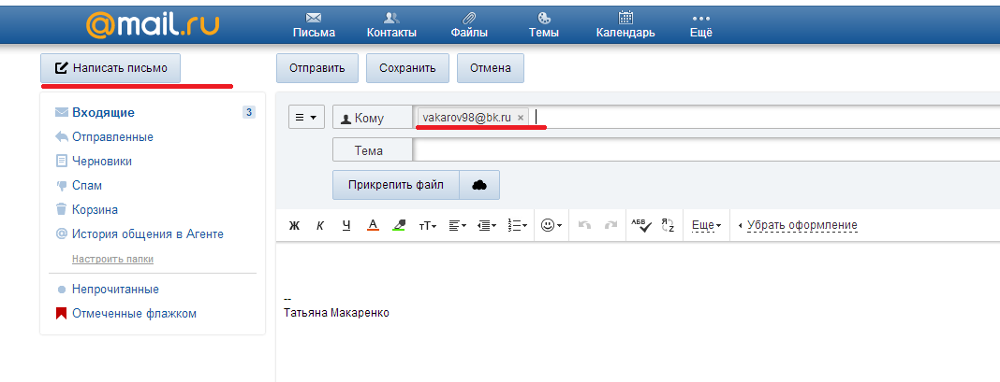 @mail.ru
Письма Контакты Файлы Темы Календарь Ещё
Написать письмо
Отправить Сохранить Отмена
Входящие 3
Отправленные
Черновики
Спам
Корзина
История общения в Агенте
Настроить папки
Непрочитанные
Отмеченные флажком
Кому vakarov98@bk.ru ×
Тема
Прикрепить файл
Ж К Ч А тТ АБВ Я Z Еще Убрать оформление
--
Татьяна Макаренко